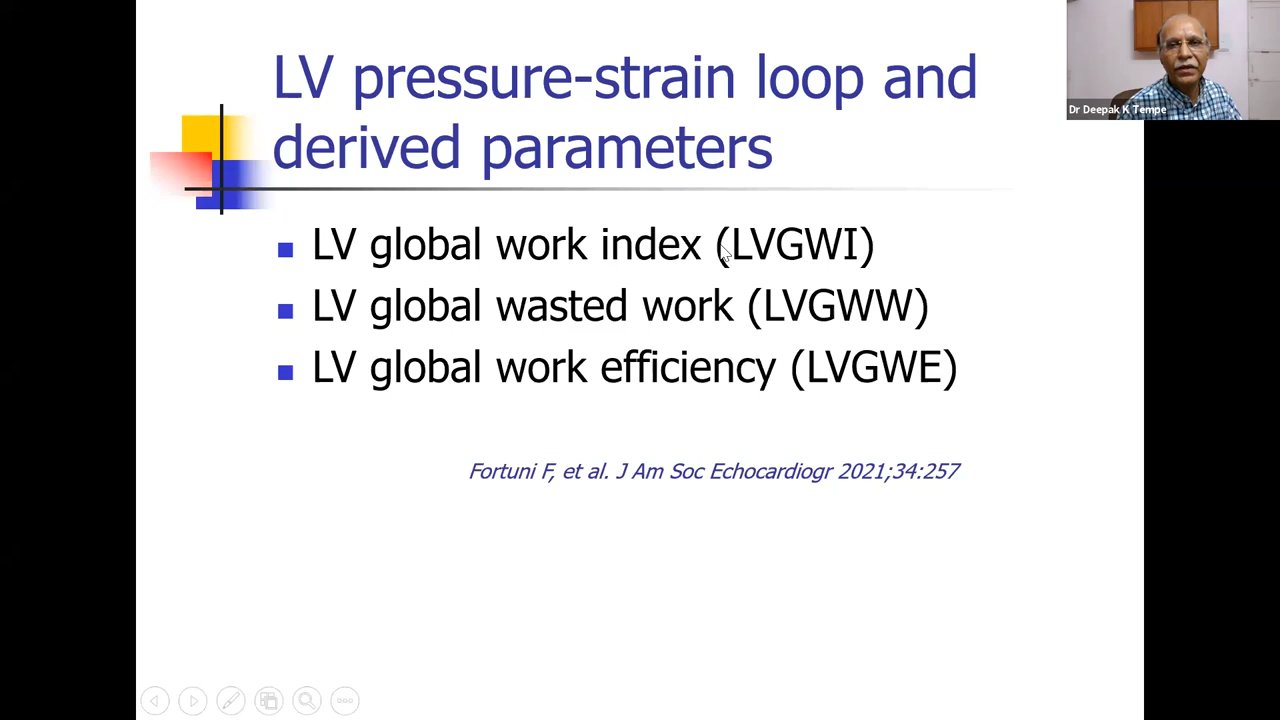 LV pressure-strain loop and
derived parameters
LV global work index (LVGWI)
LV global wasted work (LVGWW)
LV global work efficiency (LVGWE)
Fortuni F, et al. J Am Soc Echocardiogr 2021;34:257
Dr Deepak K Tempe